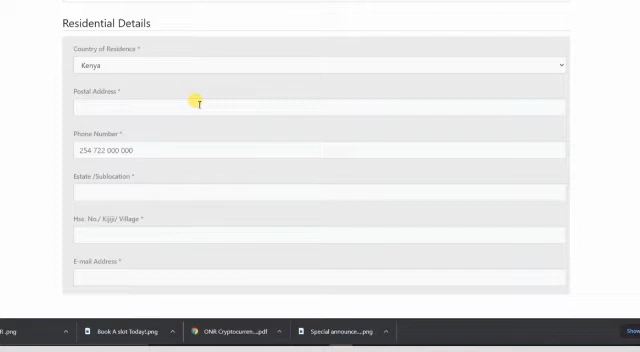 Residential Details
Country of Residence *
Kenya
Postal Address *
Phone Number *
254 722 000 000
Estate /Sublocation *
Hse. No./ Kijiji/ Village *
E-mail Address *
.png Book A slot Today!.png ONR Cryptocurren....pdf Special announce....png Show